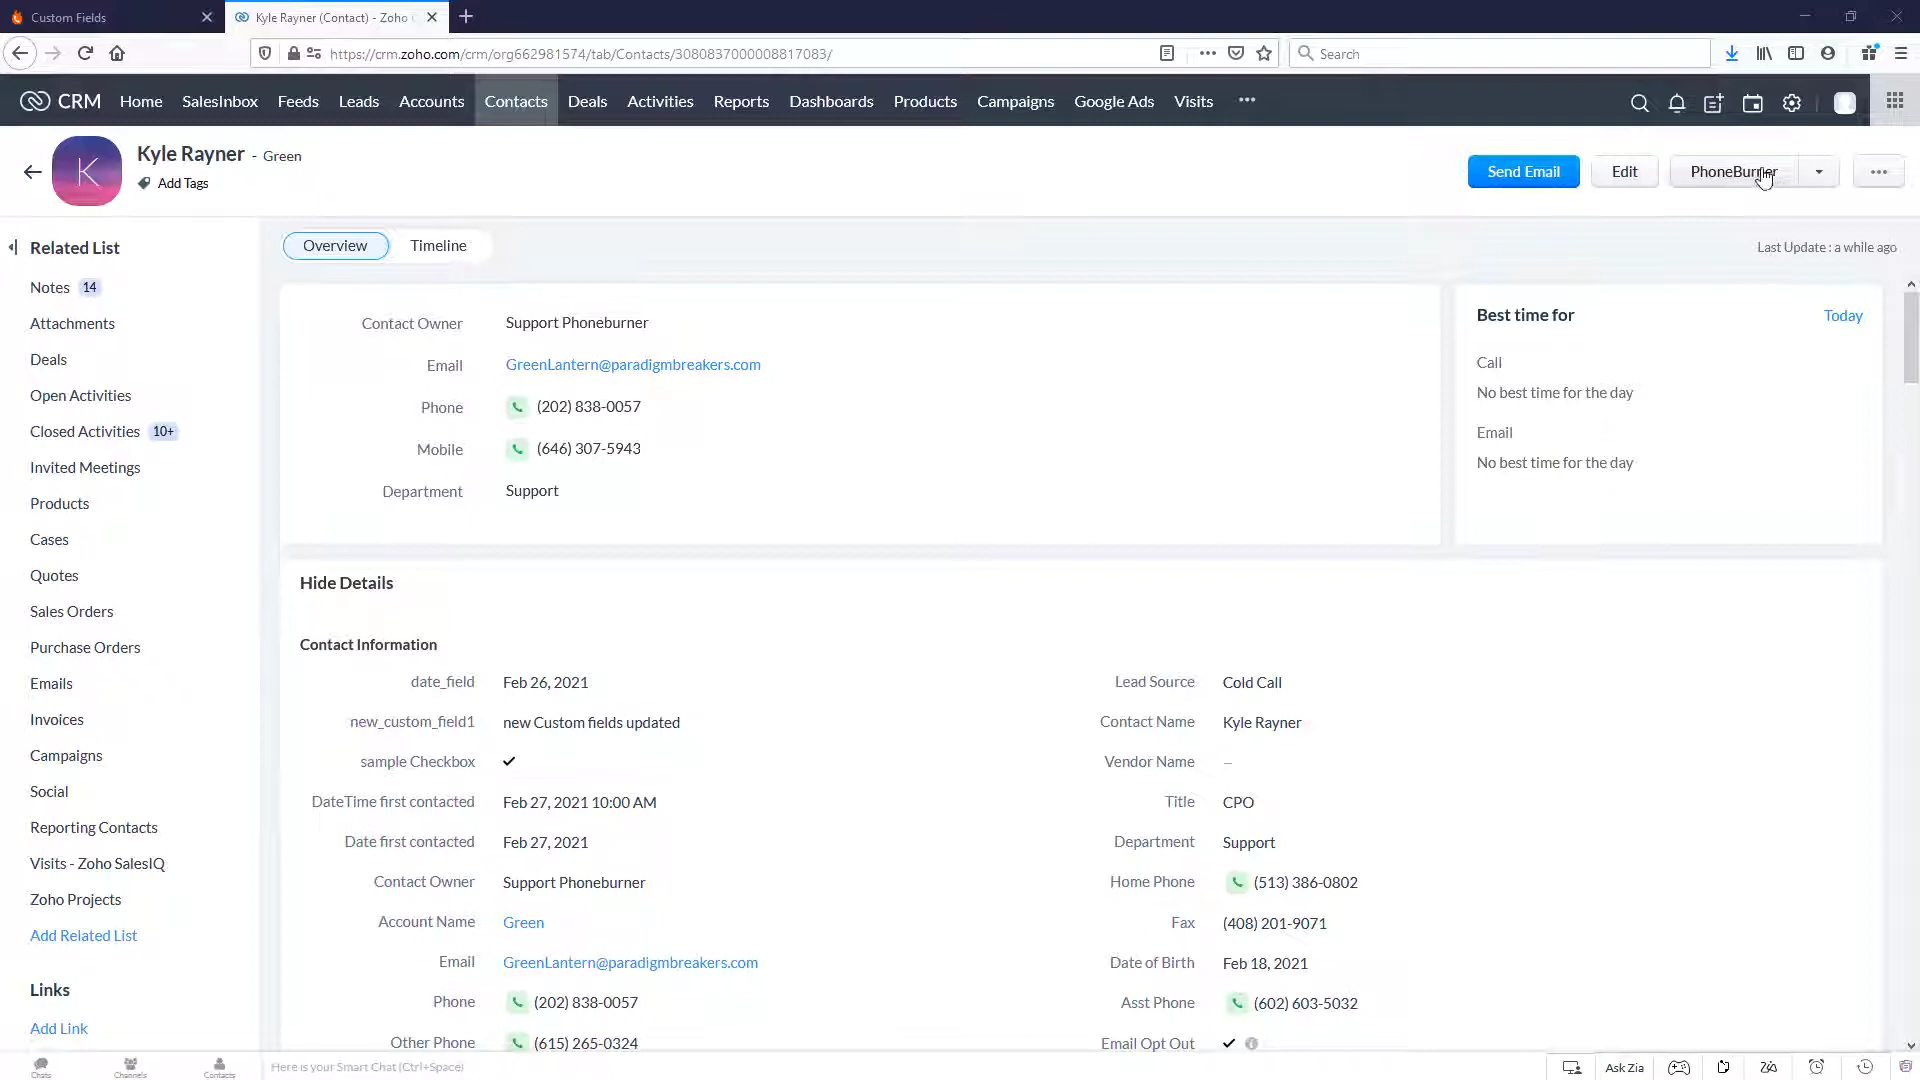 Custom Fields
Kyle Rayner (Contact) - Zoho C
https://crm.zoho.com/crm/org662981574/tab/Contacts/3080837000008817083/
Search
CRM
Home
SalesInbox
Feeds
Leads
Accounts
Contacts
Deals
Activities
Reports
Dashboards
Products
Campaigns
Google Ads
Visits
K
Kyle Rayner - Green
Add Tags
Send Email
Edit
PhoneBurner
Related List
Notes 14
Attachments
Deals
Open Activities
Closed Activities 10+
Invited Meetings
Products
Cases
Quotes
Sales Orders
Purchase Orders
Emails
Invoices
Campaigns
Social
Reporting Contacts
Visits - Zoho SalesIQ
Zoho Projects
Add Related List
Links
Add Link
Overview
Timeline
Last Update : a while ago
Contact Owner Support Phoneburner
Email GreenLantern@paradigmbreakers.com
Phone (202) 838-0057
Mobile (646) 307-5943
Department Support
Best time for
Today
Call
No best time for the day
Email
No best time for the day
Hide Details
Contact Information
date_field Feb 26, 2021
new_custom_field1 new Custom fields updated
sample Checkbox
DateTime first contacted Feb 27, 2021 10:00 AM
Date first contacted Feb 27, 2021
Contact Owner Support Phoneburner
Account Name Green
Email GreenLantern@paradigmbreakers.com
Phone (202) 838-0057
Other Phone (615) 265-0324
Lead Source Cold Call
Contact Name Kyle Rayner
Vendor Name –
Title CPO
Department Support
Home Phone (513) 386-0802
Fax (408) 201-9071
Date of Birth Feb 18, 2021
Asst Phone (602) 603-5032
Email Opt Out
Chats
Channels
Contacts
Here is your Smart Chat (Ctrl+Space)
Ask Zia